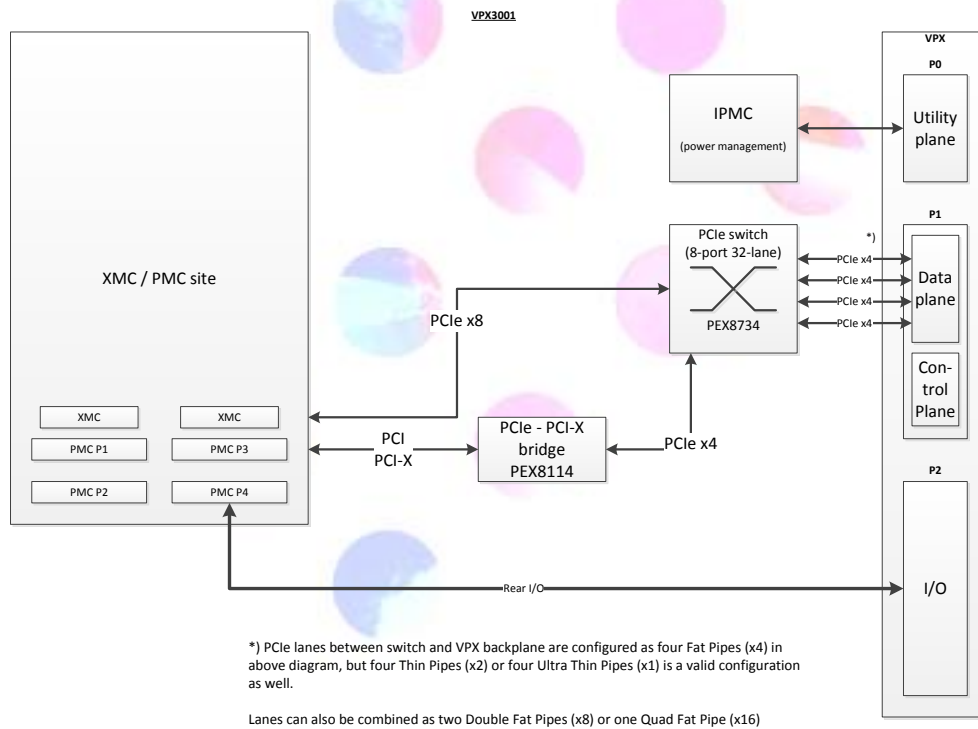 VPX3001
VPX
P0
IPMC
(power management)
Utility
plane
P1
PCIe switch
(8-port 32-lane)
PEX8734
*)
PCIe x4
PCIe x4
PCIe x4
PCIe x4
Data
plane
Con-
trol
Plane
XMC / PMC site
PCIe x8
XMC
XMC
PMC P1
PMC P3
PMC P2
PMC P4
PCI
PCI-X
PCIe - PCI-X
bridge
PEX8114
PCIe x4
P2
I/O
Rear I/O
*) PCIe lanes between switch and VPX backplane are configured as four Fat Pipes (x4) in
above diagram, but four Thin Pipes (x2) or four Ultra Thin Pipes (x1) is a valid configuration
as well.
Lanes can also be combined as two Double Fat Pipes (x8) or one Quad Fat Pipe (x16)